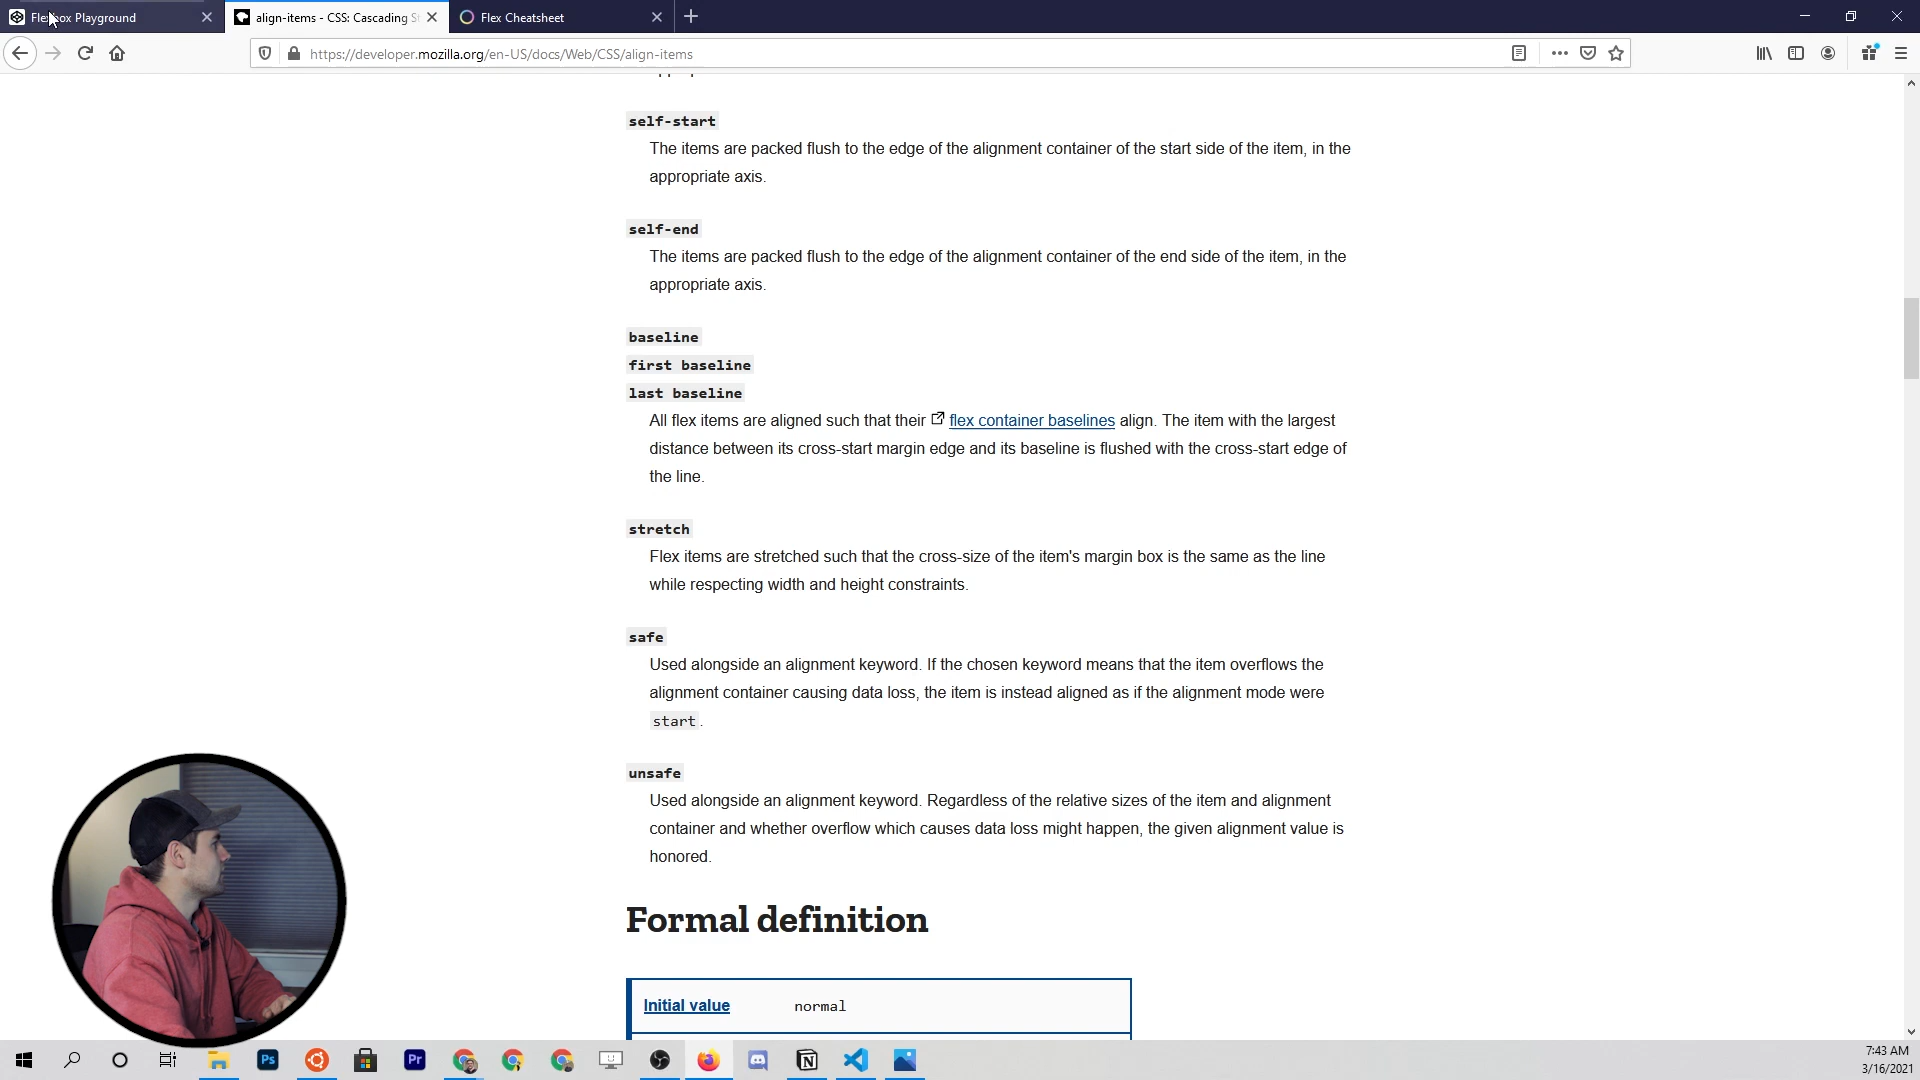 Flexbox Playground
align-items - CSS: Cascading S
Flex Cheatsheet
https://developer.mozilla.org/en-US/docs/Web/CSS/align-items
self-start
The items are packed flush to the edge of the alignment container of the start side of the item, in the
appropriate axis.
self-end
The items are packed flush to the edge of the alignment container of the end side of the item, in the
appropriate axis.
baseline
first baseline
last baseline
All flex items are aligned such that their flex container baselines align. The item with the largest
distance between its cross-start margin edge and its baseline is flushed with the cross-start edge of
the line.
stretch
Flex items are stretched such that the cross-size of the item's margin box is the same as the line
while respecting width and height constraints.
safe
Used alongside an alignment keyword. If the chosen keyword means that the item overflows the
alignment container causing data loss, the item is instead aligned as if the alignment mode were
start.
unsafe
Used alongside an alignment keyword. Regardless of the relative sizes of the item and alignment
container and whether overflow which causes data loss might happen, the given alignment value is
honored.
Formal definition
Initial value normal
Ps
Pr
N
7:43 AM
3/16/2021